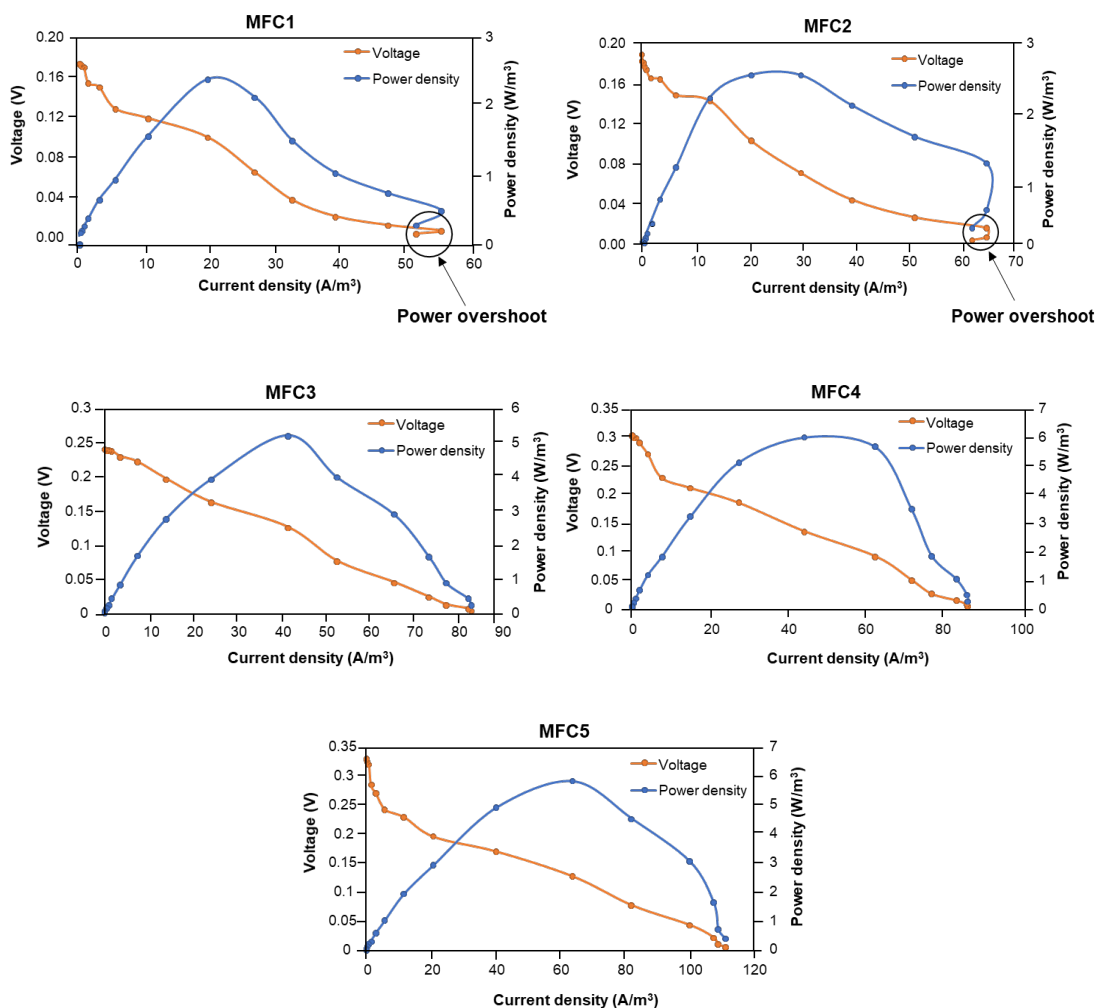 MFC1
0.20
0.16
0.12
0.08
0.04
0.00
Voltage (V)
3
2
1
0
Power density (W/m³)
Voltage
Power density
0 10 20 30 40 50 60
Current density (A/m³)
Power overshoot
MFC2
0.20
0.16
0.12
0.08
0.04
0.00
Voltage (V)
3
2
1
0
Power density (W/m³)
Voltage
Power density
0 10 20 30 40 50 60 70
Current density (A/m³)
Power overshoot
MFC3
0.3
0.25
0.2
0.15
0.1
0.05
0
Voltage (V)
6
5
4
3
2
1
0
Power density (W/m³)
Voltage
Power density
0 10 20 30 40 50 60 70 80 90
Current density (A/m³)
MFC4
0.35
0.3
0.25
0.2
0.15
0.1
0.05
0
Voltage (V)
7
6
5
4
3
2
1
0
Power density (W/m³)
Voltage
Power density
0 20 40 60 80 100
Current density (A/m³)
MFC5
0.35
0.3
0.25
0.2
0.15
0.1
0.05
0
Voltage (V)
7
6
5
4
3
2
1
0
Power density (W/m³)
Voltage
Power density
0 20 40 60 80 100 120
Current density (A/m³)